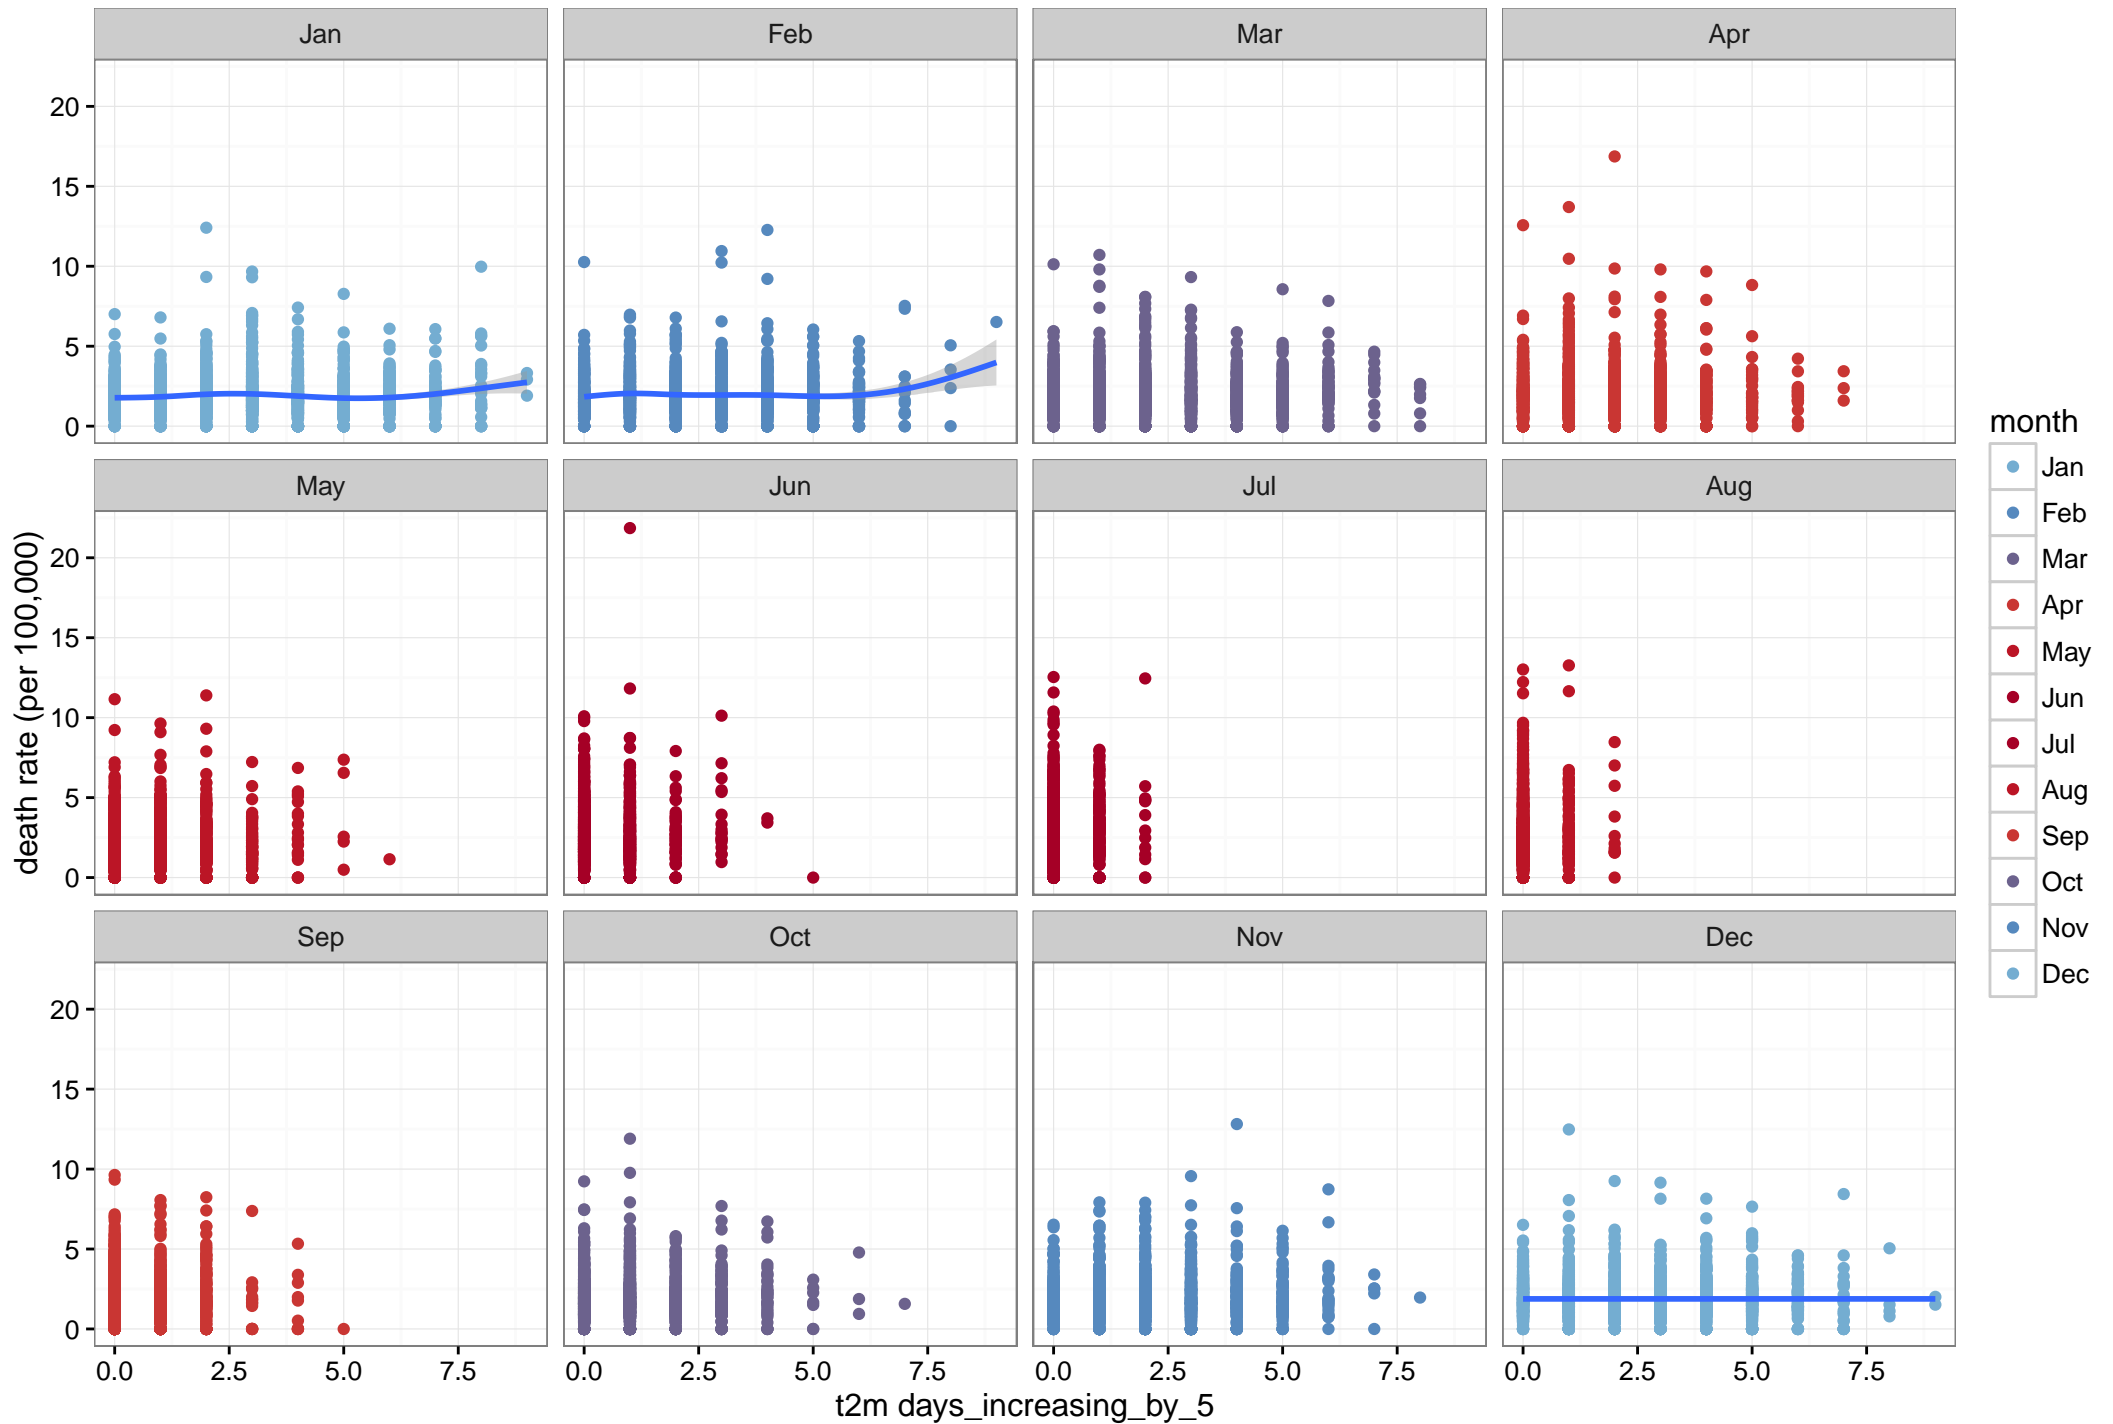 Jan Feb Mar Apr
20
15
10
5
0
May Jun Jul Aug
20
15
10
5
0
Sep Oct Nov Dec
20
15
10
5
0
0.0 2.5 5.0 7.5 0.0 2.5 5.0 7.5 0.0 2.5 5.0 7.5 0.0 2.5 5.0 7.5
t2m days_increasing_by_5
death rate (per 100,000)
month
Jan
Feb
Mar
Apr
May
Jun
Jul
Aug
Sep
Oct
Nov
Dec